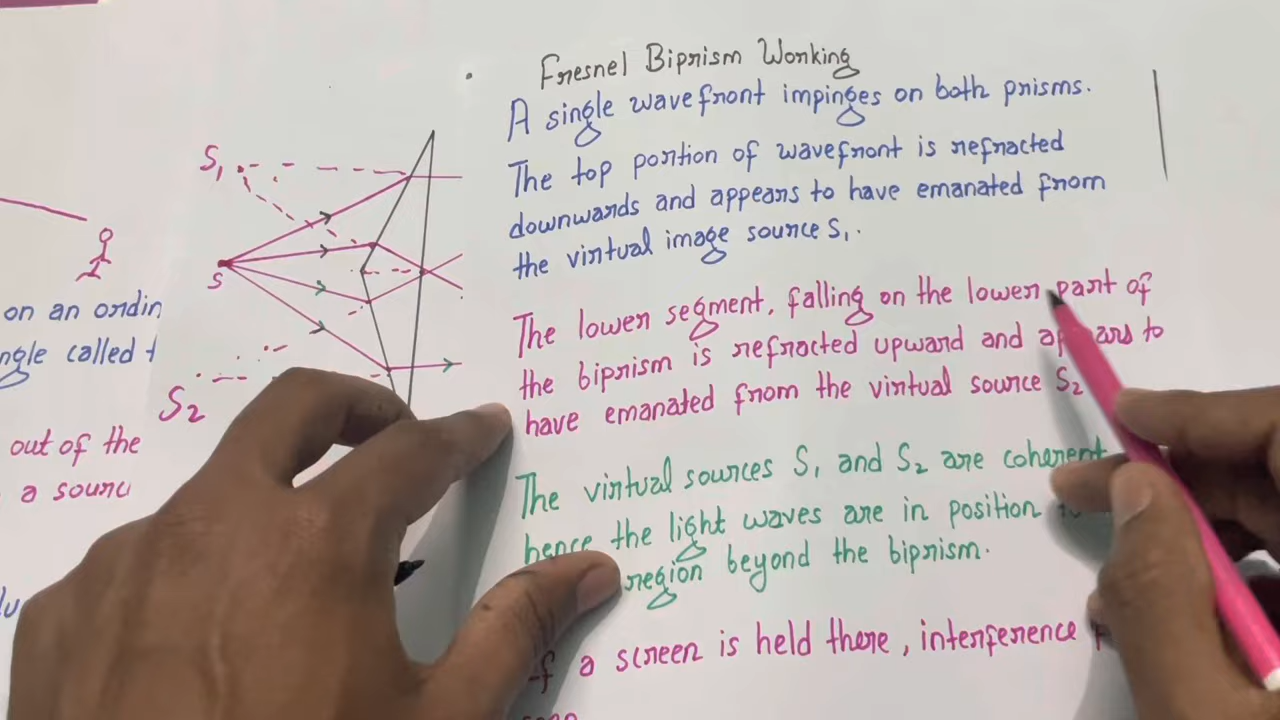 Fresnel Biprism Working
A single wavefront impinges on both prisms.
The top portion of wavefront is refracted
downwards and appears to have emanated from
the virtual image source S1.
The lower segment, falling on the lower part of
the biprism is refracted upward and appears to
have emanated from the virtual source S2
The virtual sources S1 and S2 are coherent
hence the light waves are in position
region beyond the biprism.
If a screen is held there, interference
S1
S
S2
on an ordin
called
out of the
a sourc